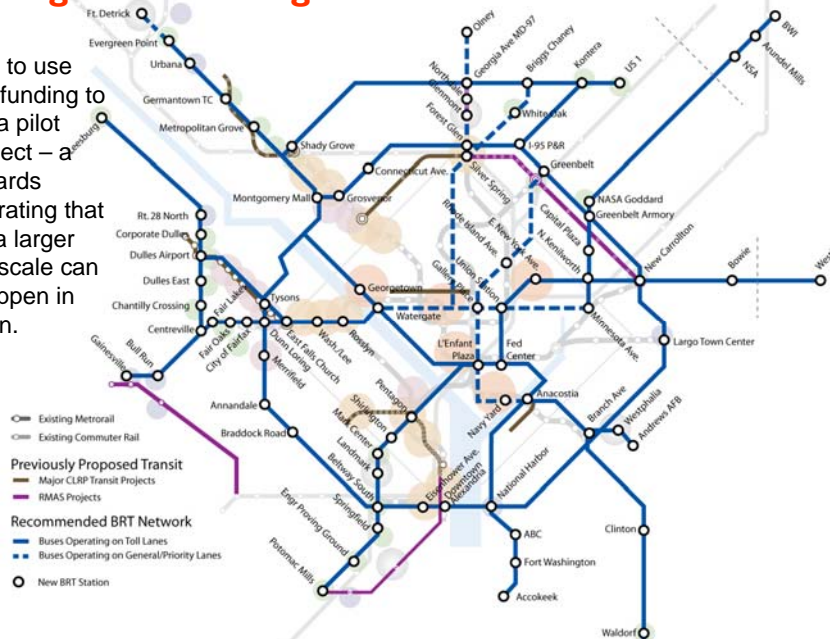 to use
funding to
a pilot
ect – a
ards
rating that
a larger
scale can
open in
n.
Ft. Detrick
Evergreen Point
Urbana
Germantown TC
Metropolitan Grove
Shady Grove
Leesburg
Olney
Georgia Ave MD-97
Briggs Chaney
Kontera
US 1
BWI
Arundel Mills
NSA
Northdale
Glenmont
Forest Glen
White Oak
I-95 P&R
Connecticut Ave.
Silver Spring
Greenbelt
Montgomery Mall
Grosvenor
NASA Goddard
Greenbelt Armory
Rt. 28 North
Corporate Dulles
Dulles Airport
Dulles East
Chantilly Crossing
Centreville
Rhode Island Ave.
E. New York Ave.
Capital Plaza
N. Kenilworth
New Carrollton
Bowie
West
Union Station
Gallery Place
Georgetown
Watergate
Tysons
Fair Lakes
Fair Oaks
City of Fairfax
Dunn Loring
Merrifield
East Falls Church
Wash./Lee
Rosslyn
L'Enfant
Plaza
Fed
Center
Minnesota Ave.
Largo Town Center
Gainesville
Bull Run
Annandale
Braddock Road
Pentagon
Shirlington
Mark Center
Landmark
Beltway South
Springfield
Engr Proving Ground
Potomac Mills
Navy Yard
Anacostia
Branch Ave
Westphalia
Andrews AFB
Eisenhower Ave.
Downtown
Alexandria
National Harbor
ABC
Fort Washington
Accokeek
Clinton
Waldorf
Existing Metrorail
Existing Commuter Rail
Previously Proposed Transit
Major CLRP Transit Projects
RMAS Projects
Recommended BRT Network
Buses Operating on Toll Lanes
Buses Operating on General/Priority Lanes
New BRT Station